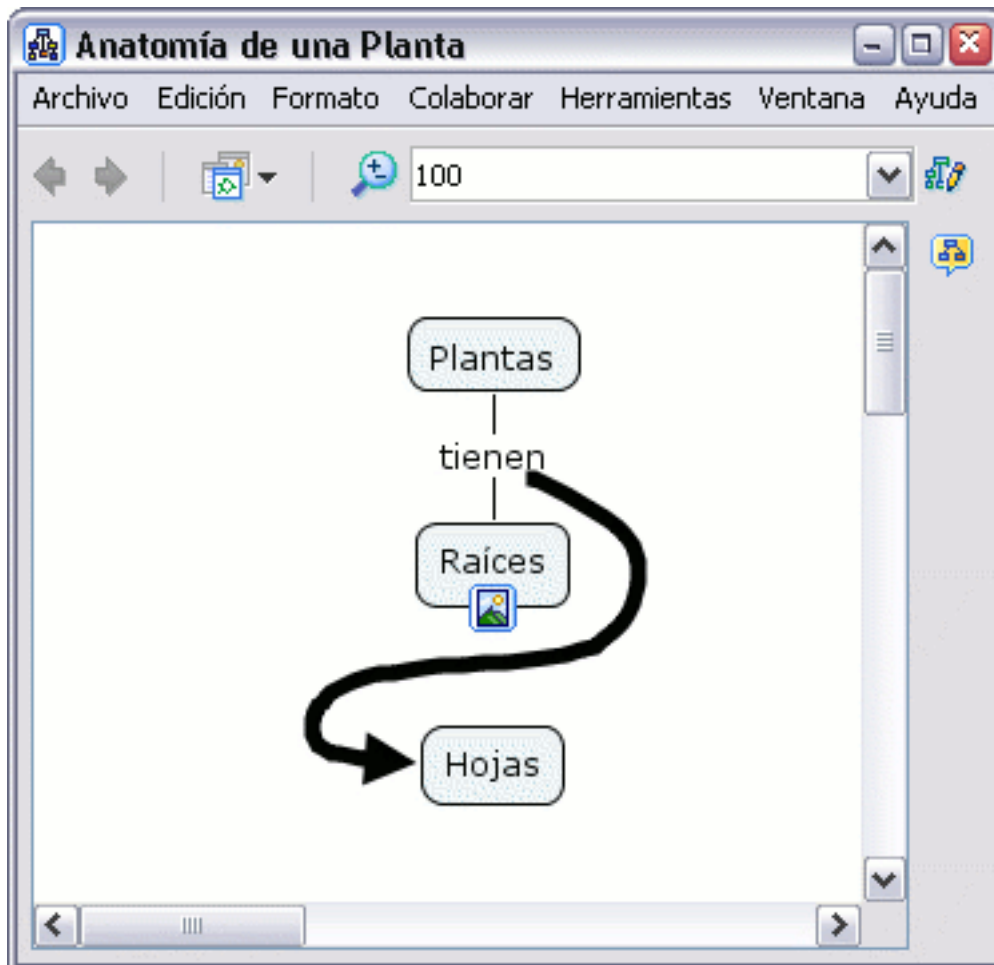 Anatomía de una Planta
Archivo Edición Formato Colaborar Herramientas Ventana Ayuda
100
Plantas
tienen
Raíces
Hojas